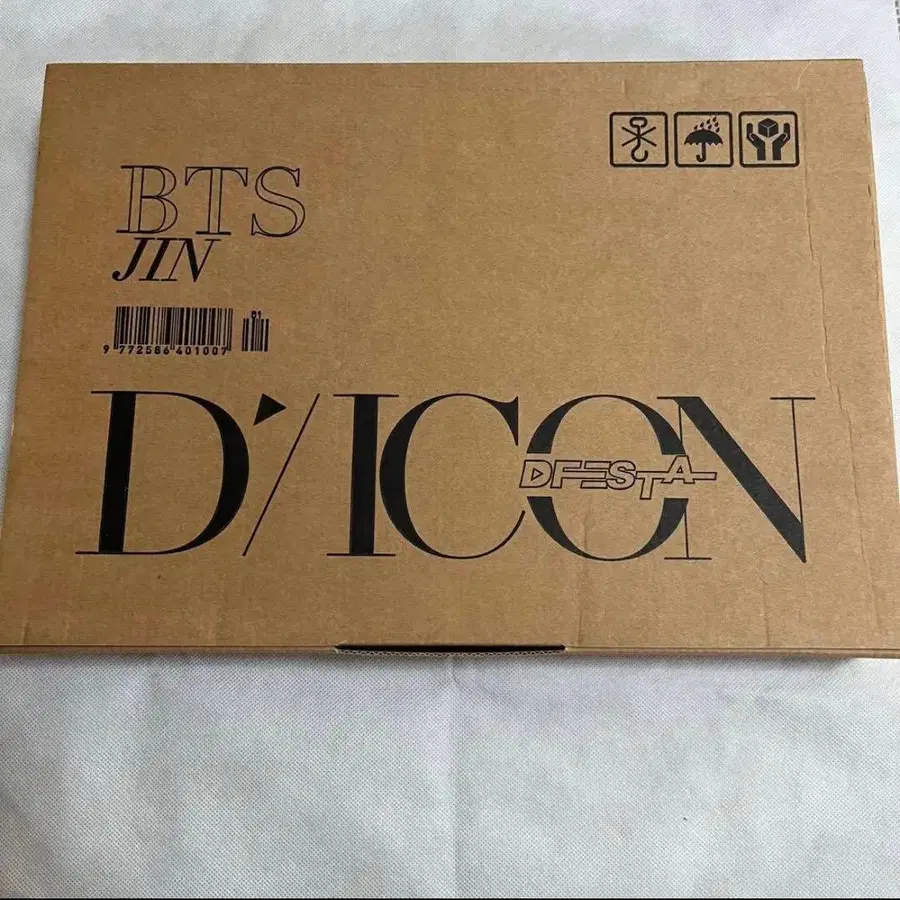 BTS
JIN
01
9 772586 401007
D'/ICON
DFESTA